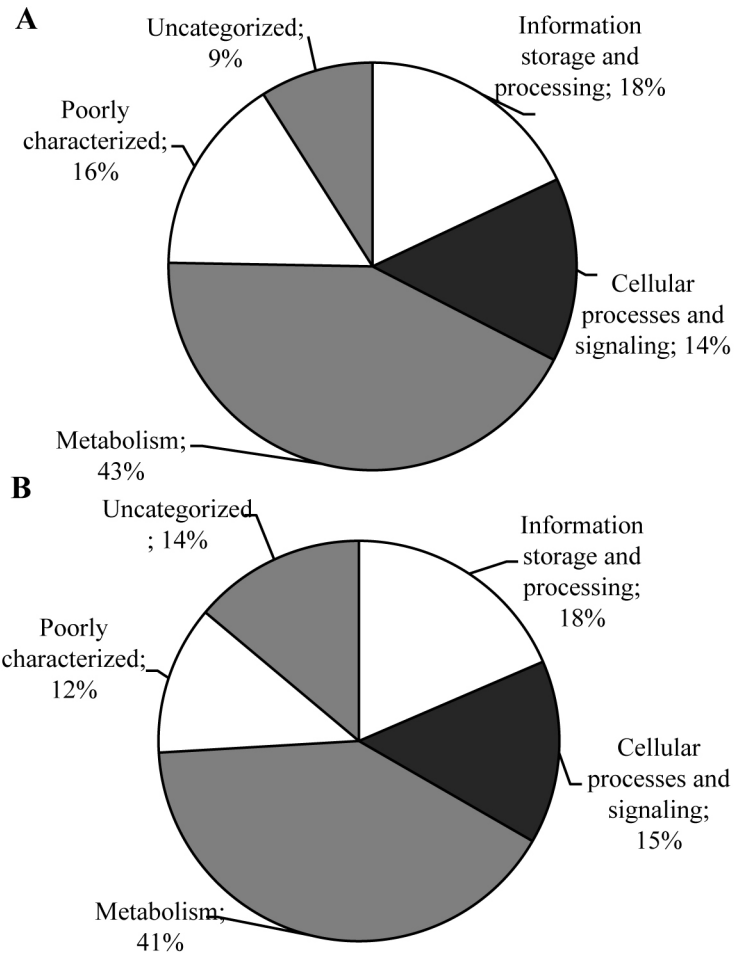 A
Uncategorized;
9%
Information
storage and
processing; 18%
Poorly
characterized;
16%
Cellular
processes and
signaling; 14%
Metabolism;
43%
B
Uncategorized
; 14%
Information
storage and
processing;
18%
Poorly
characterized;
12%
Cellular
processes and
signaling;
15%
Metabolism;
41%